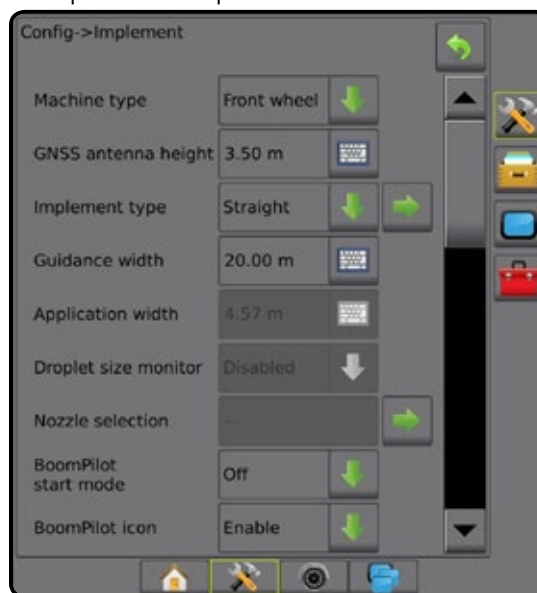 Config->Implement
Machine type Front wheel
GNSS antenna height 3.50 m
Implement type Straight
Guidance width 20.00 m
Application width 4.57 m
Droplet size monitor Disabled
Nozzle selection --
BoomPilot
start mode Off
BoomPilot icon Enable